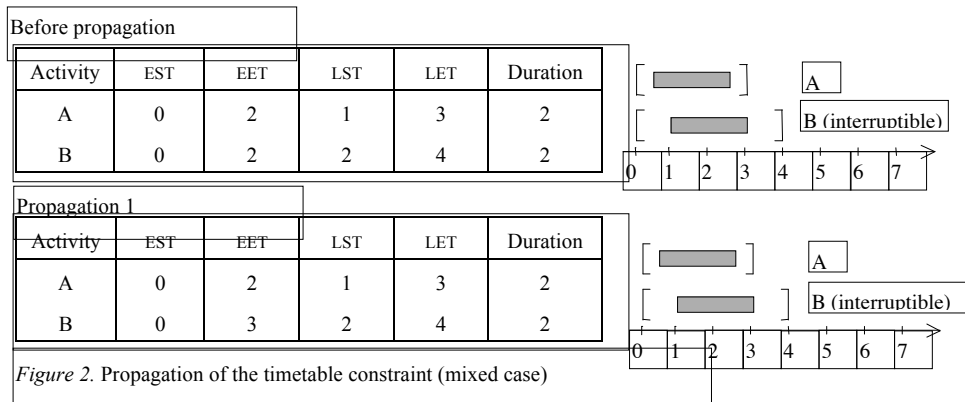 Before propagation
Activity EST EET LST LET Duration
A 0 2 1 3 2
B 0 2 2 4 2
A
B (interruptible)
0 1 2 3 4 5 6 7
Propagation 1
Activity EST EET LST LET Duration
A 0 2 1 3 2
B 0 3 2 4 2
A
B (interruptible)
0 1 2 3 4 5 6 7
Figure 2. Propagation of the timetable constraint (mixed case)